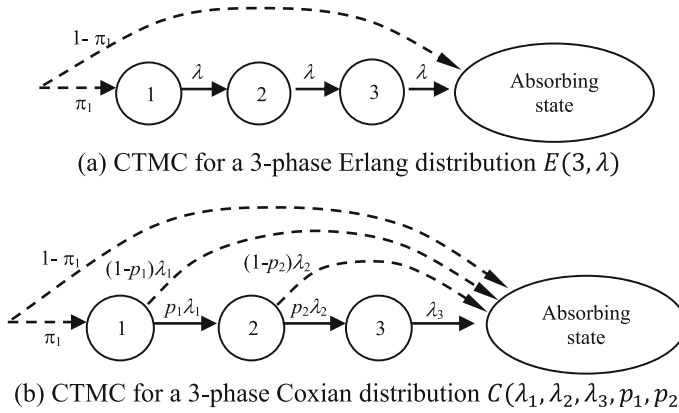 1- π₁
λ λ λ
1 2 3
Absorbing
state
π₁
(a) CTMC for a 3-phase Erlang distribution E(3, λ)
1- π₁
(1-p₁)λ₁ (1-p₂)λ₂
p₁λ₁ p₂λ₂ λ₃
1 2 3
Absorbing
state
π₁
(b) CTMC for a 3-phase Coxian distribution C(λ₁, λ₂, λ₃, p₁, p₂